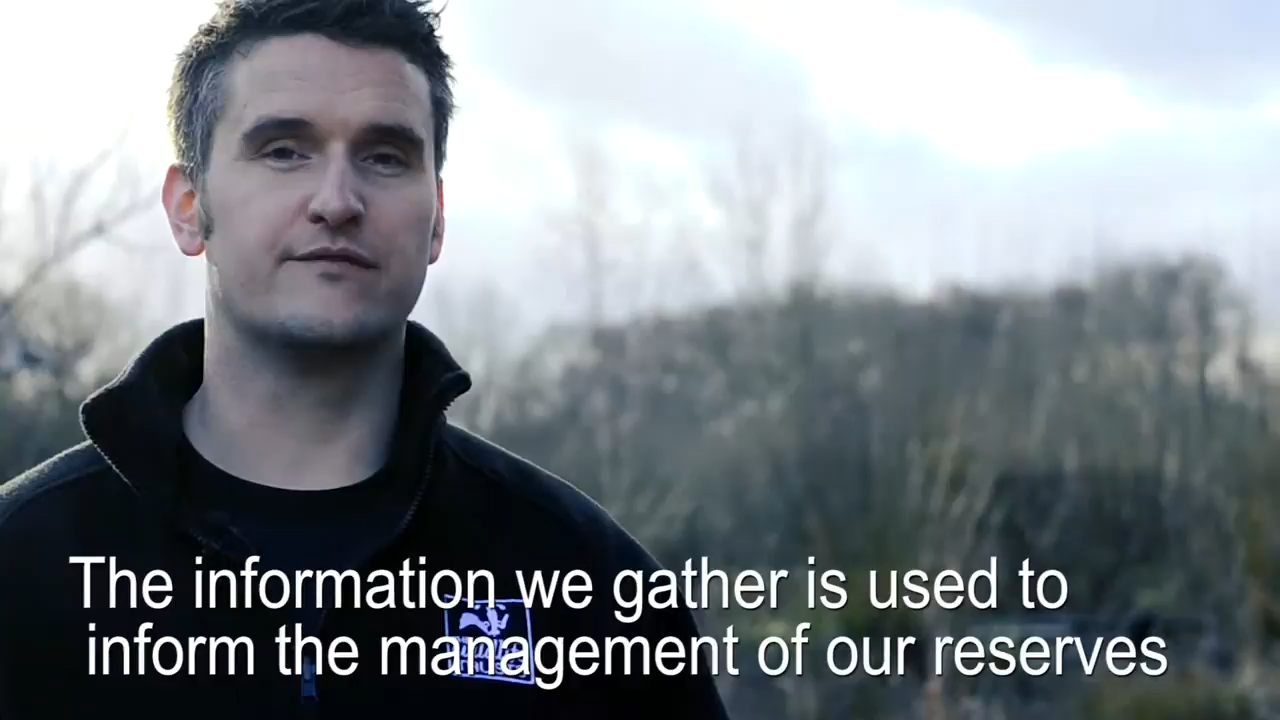 The information we gather is used to
inform the management of our reserves